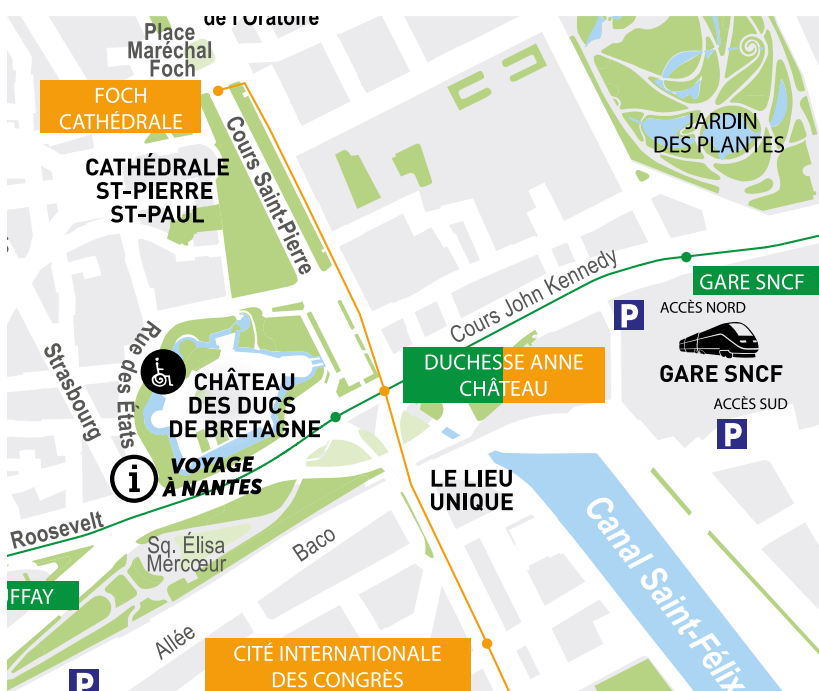 de l'Oratoire
Place
Maréchal
Foch
FOCH
CATHÉDRALE
JARDIN
DES PLANTES
CATHÉDRALE
ST-PIERRE
ST-PAUL
Cours Saint-Pierre
Cours John Kennedy
GARE SNCF
P
ACCÈS NORD
GARE SNCF
ACCÈS SUD
P
Rue des États
Strasbourg
DUCHESSE ANNE
CHÂTEAU
CHÂTEAU
DES DUCS
DE BRETAGNE
i
VOYAGE
À NANTES
LE LIEU
UNIQUE
Canal Saint-Félix
Roosevelt
Sq. Élisa
Mercœur
Baco
Allée
FFAY
CITÉ INTERNATIONALE
DES CONGRÈS
P